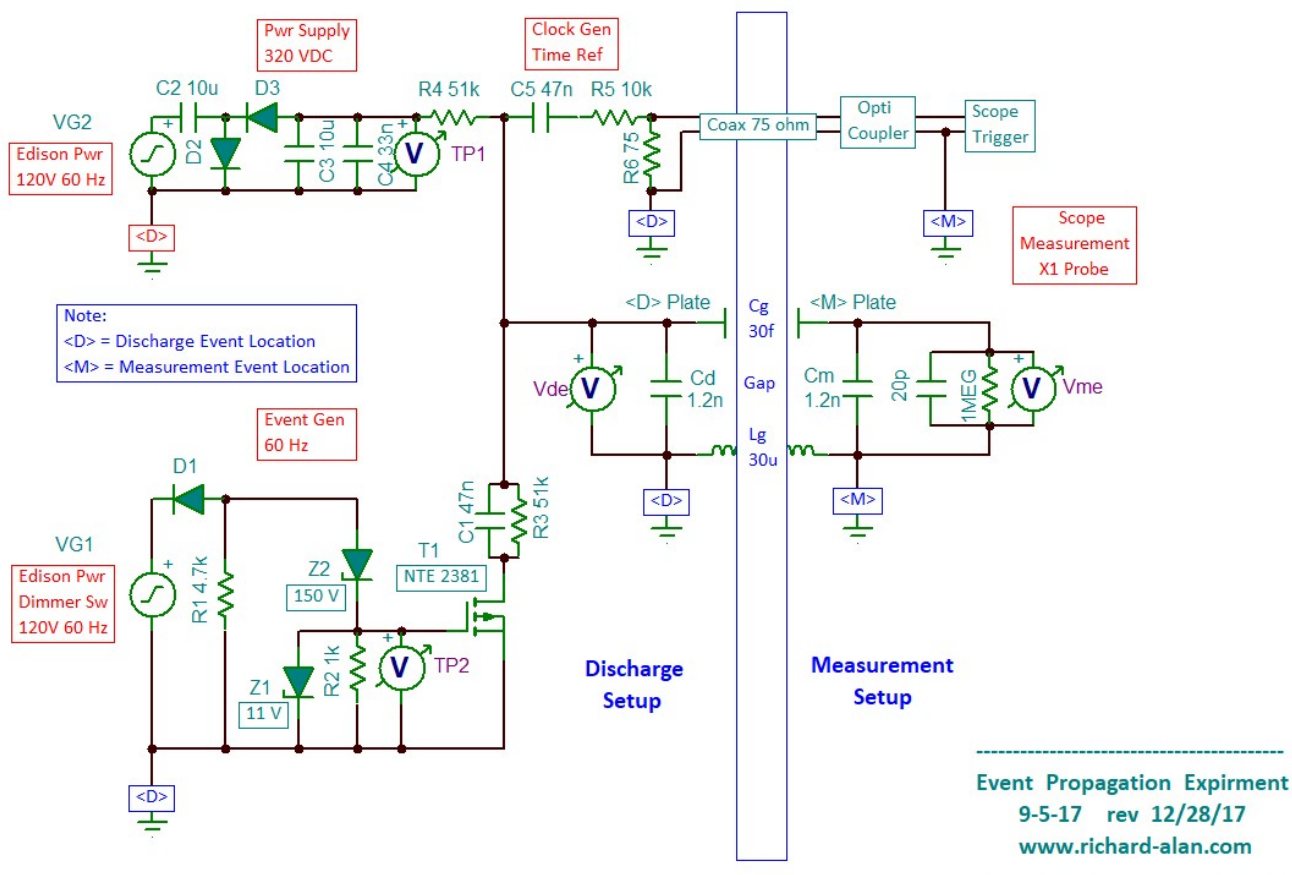 Pwr Supply
320 VDC
Clock Gen
Time Ref
C2 10u
D3
R4 51k
C5 47n
R5 10k
VG2
Edison Pwr
120V 60 Hz
+
D2
C3 10u
C4 33n
+
V
TP1
R6 75
Coax 75 ohm
Opti
Coupler
Scope
Trigger
<D>
<D>
<M>
Scope
Measurement
X1 Probe
Note:
<D> = Discharge Event Location
<M> = Measurement Event Location
<D> Plate
Cg
30f
<M> Plate
+
V
Vde
Cd
1.2n
Gap
Cm
1.2n
20p
1MEG
+
V
Vme
Lg
30u
<D>
<M>
Event Gen
60 Hz
D1
C1 47n
R3 51k
VG1
Edison Pwr
Dimmer Sw
120V 60 Hz
+
R1 4.7k
Z2
150 V
T1
NTE 2381
Z1
11 V
R2 1k
+
V
TP2
Discharge
Setup
Measurement
Setup
<D>
------------------------------------------
Event Propagation Expirment
9-5-17 rev 12/28/17
www.richard-alan.com